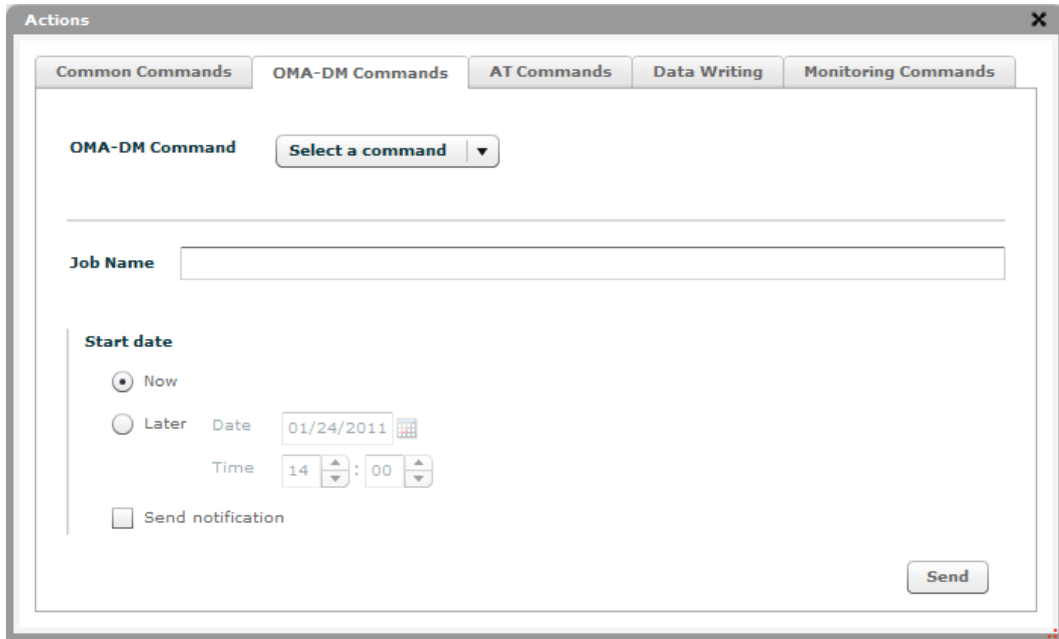 Actions
Common Commands OMA-DM Commands AT Commands Data Writing Monitoring Commands
OMA-DM Command Select a command
Job Name
Start date
Now
Later Date 01/24/2011
Time 14 : 00
Send notification
Send